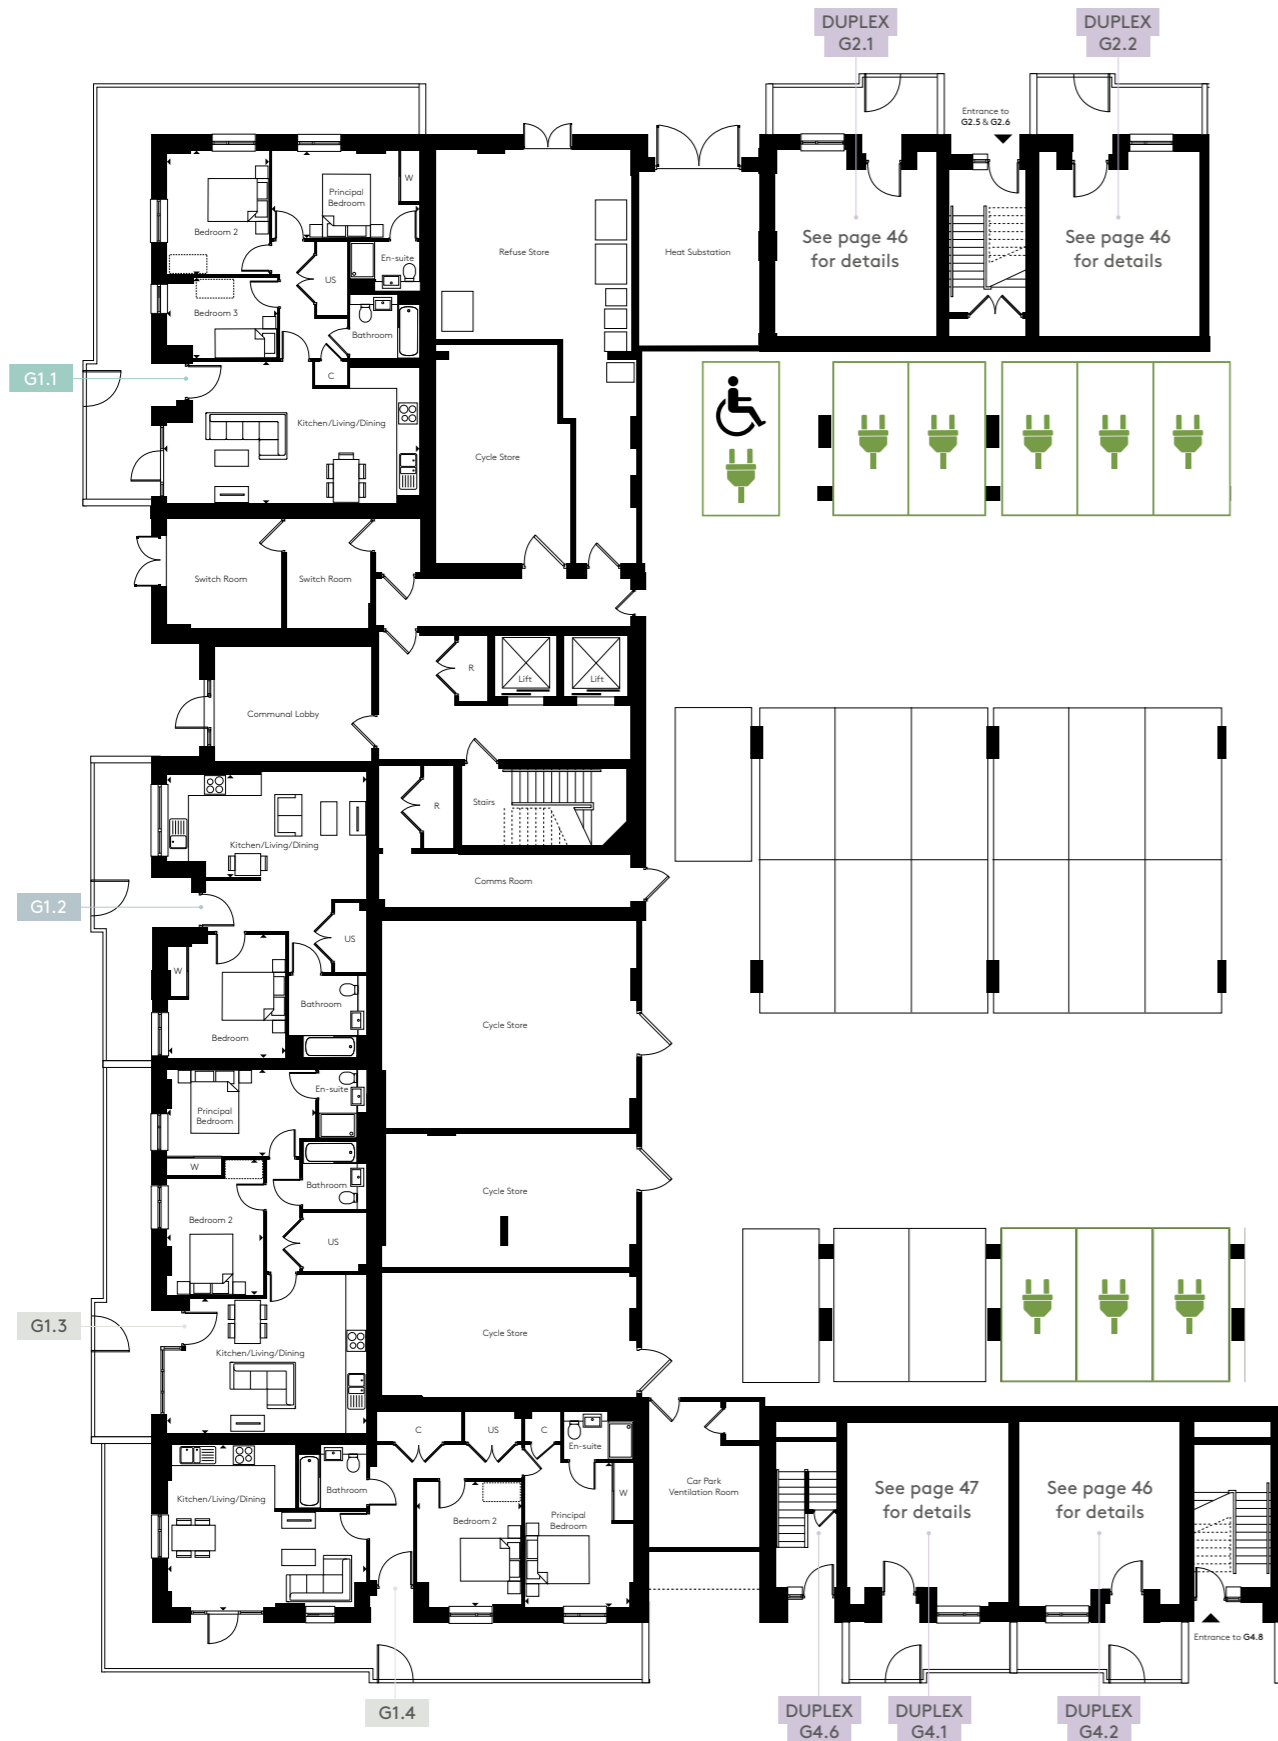 DUPLEX
G2.1
DUPLEX
G2.2
Entrance to
G2.5 & G2.6
Bedroom 2
Principal
Bedroom
W
En-suite
US
Bedroom 3
Bathroom
C
G1.1
Kitchen/Living/Dining
Refuse Store
Heat Substation
See page 46
for details
See page 46
for details
Cycle Store
Switch Room
Switch Room
R
Lift
Lift
Communal Lobby
R
Stairs
Kitchen/Living/Dining
Comms Room
G1.2
US
W
Bathroom
Bedroom
Cycle Store
Principal
Bedroom
En-suite
W
Bathroom
Bedroom 2
US
Cycle Store
G1.3
Kitchen/Living/Dining
Cycle Store
C
US
C
En-suite
Kitchen/Living/Dining
Bathroom
Bedroom 2
Principal
Bedroom
W
Car Park
Ventilation Room
See page 47
for details
See page 46
for details
Entrance to G4.8
G1.4
DUPLEX
G4.6
DUPLEX
G4.1
DUPLEX
G4.2